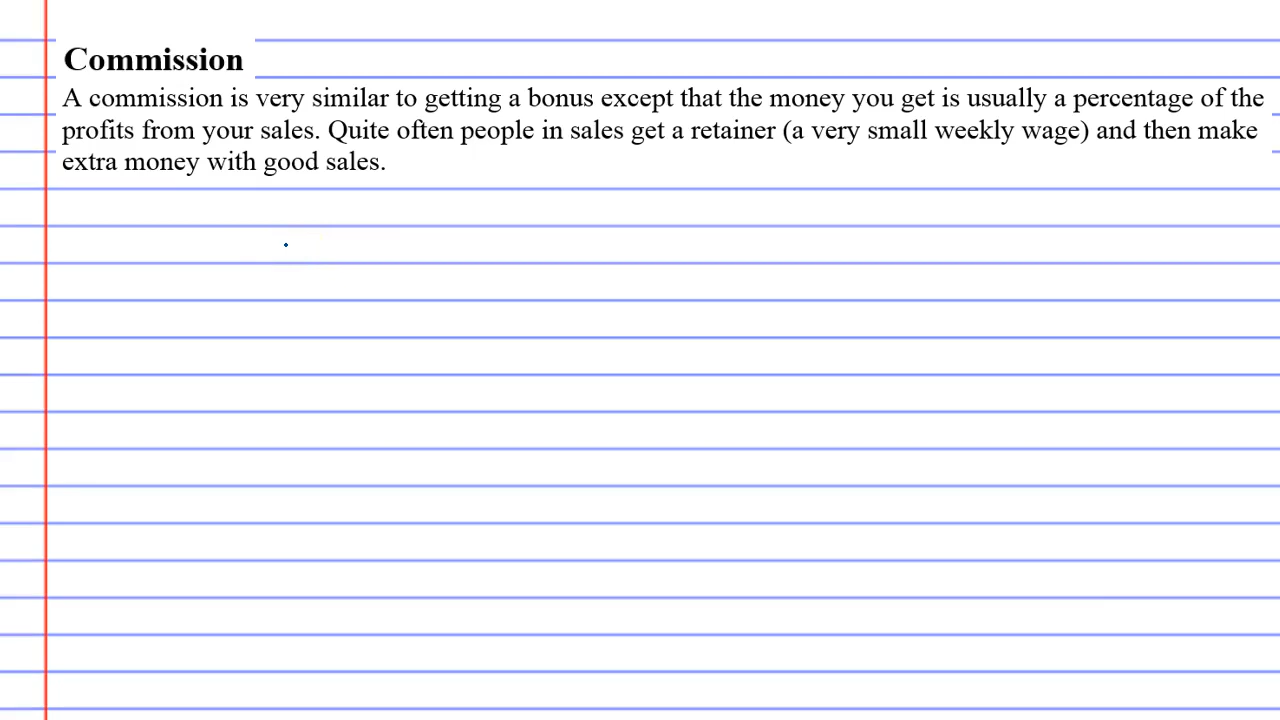 Commission
A commission is very similar to getting a bonus except that the money you get is usually a percentage of the
profits from your sales. Quite often people in sales get a retainer (a very small weekly wage) and then make
extra money with good sales.